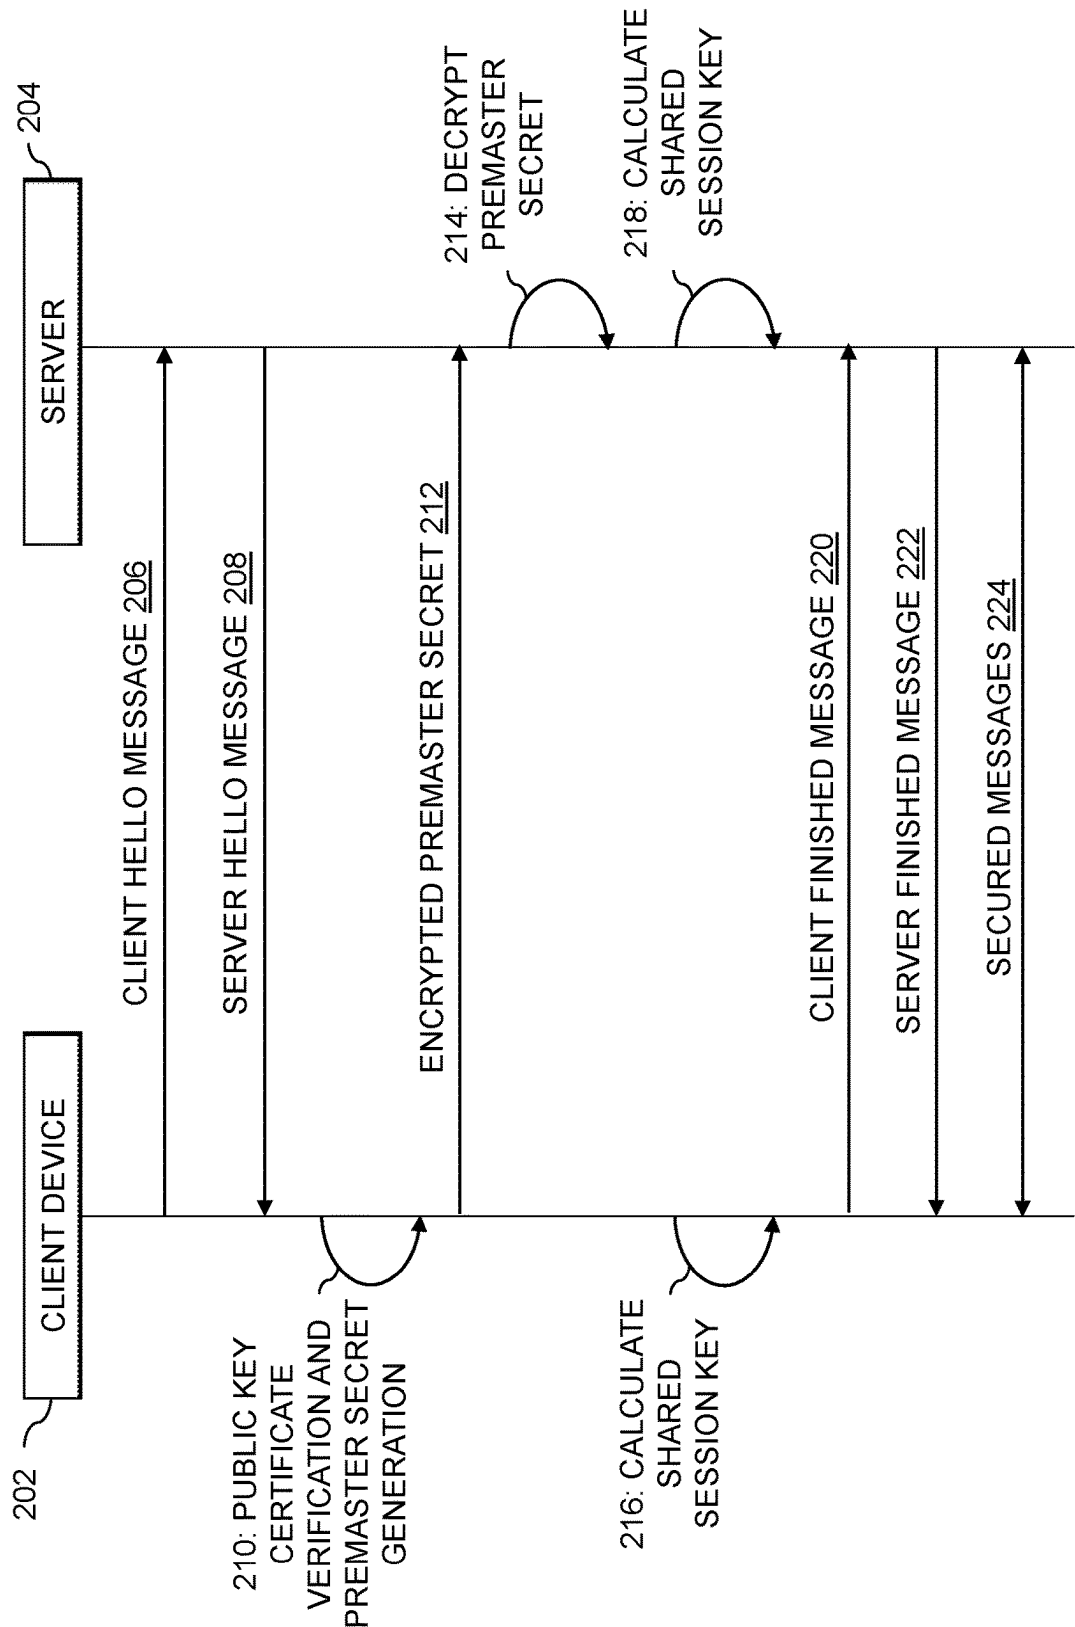 202
CLIENT DEVICE
SERVER
204
CLIENT HELLO MESSAGE 206
SERVER HELLO MESSAGE 208
210: PUBLIC KEY
CERTIFICATE
VERIFICATION AND
PREMASTER SECRET
GENERATION
ENCRYPTED PREMASTER SECRET 212
214: DECRYPT
PREMASTER
SECRET
216: CALCULATE
SHARED
SESSION KEY
218: CALCULATE
SHARED
SESSION KEY
CLIENT FINISHED MESSAGE 220
SERVER FINISHED MESSAGE 222
SECURED MESSAGES 224